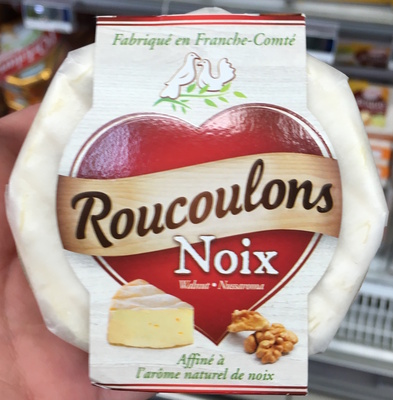 Fabriqué en Franche-Comté
Roucoulons
Noix
Walnut • Nussaroma
Affiné à
l'arôme naturel de noix